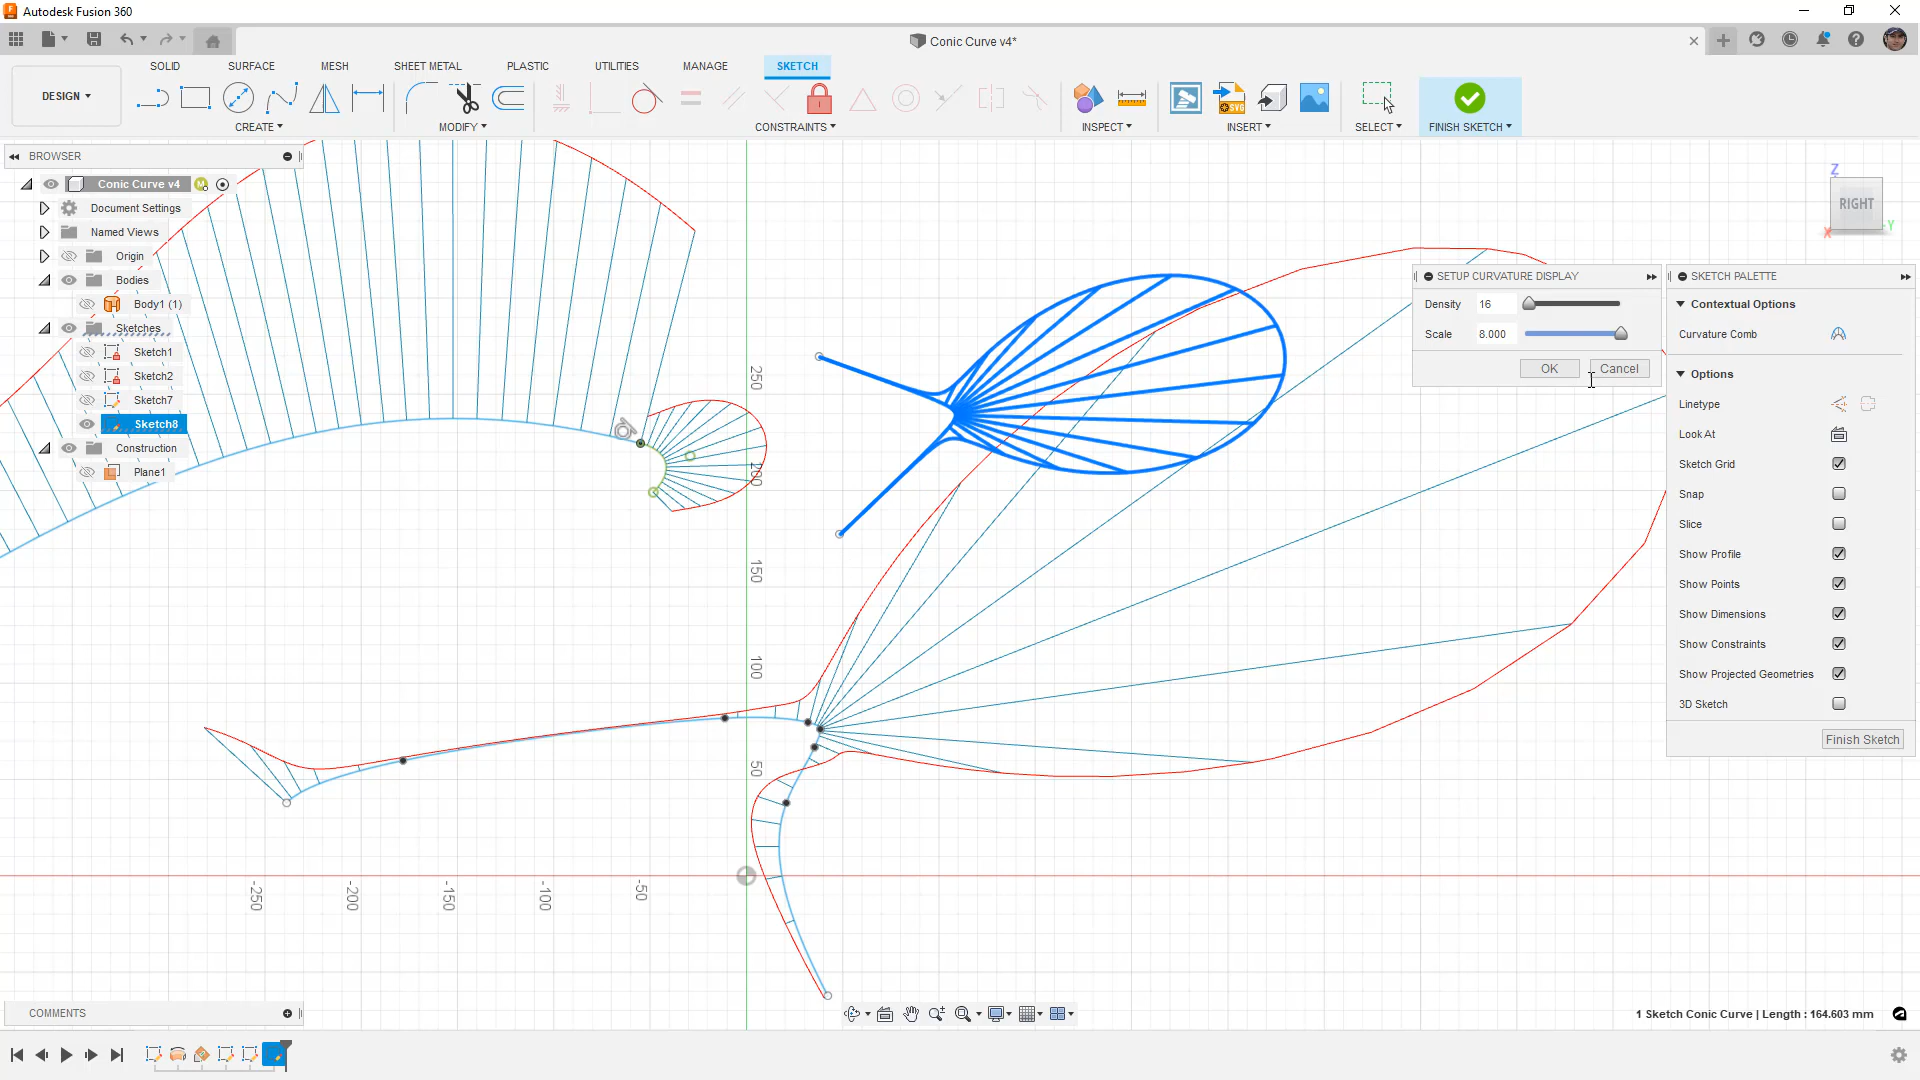 Autodesk Fusion 360
Conic Curve v4*
DESIGN
SOLID
SURFACE
MESH
SHEET METAL
PLASTIC
UTILITIES
MANAGE
SKETCH
CREATE
MODIFY
CONSTRAINTS
INSPECT
INSERT
SELECT
FINISH SKETCH
SVG
BROWSER
Conic Curve v4
M
Document Settings
Named Views
Origin
Bodies
Body1 (1)
Sketches
Sketch1
Sketch2
Sketch7
Sketch8
Construction
Plane1
Z
RIGHT
X
Y
SETUP CURVATURE DISPLAY
Density 16
Scale 8.000
OK
Cancel
SKETCH PALETTE
Contextual Options
Curvature Comb
Options
Linetype
Look At
Sketch Grid
Snap
Slice
Show Profile
Show Points
Show Dimensions
Show Constraints
Show Projected Geometries
3D Sketch
Finish Sketch
250
200
150
100
50
-250
-200
-150
-100
-50
COMMENTS
1 Sketch Conic Curve | Length : 164.603 mm